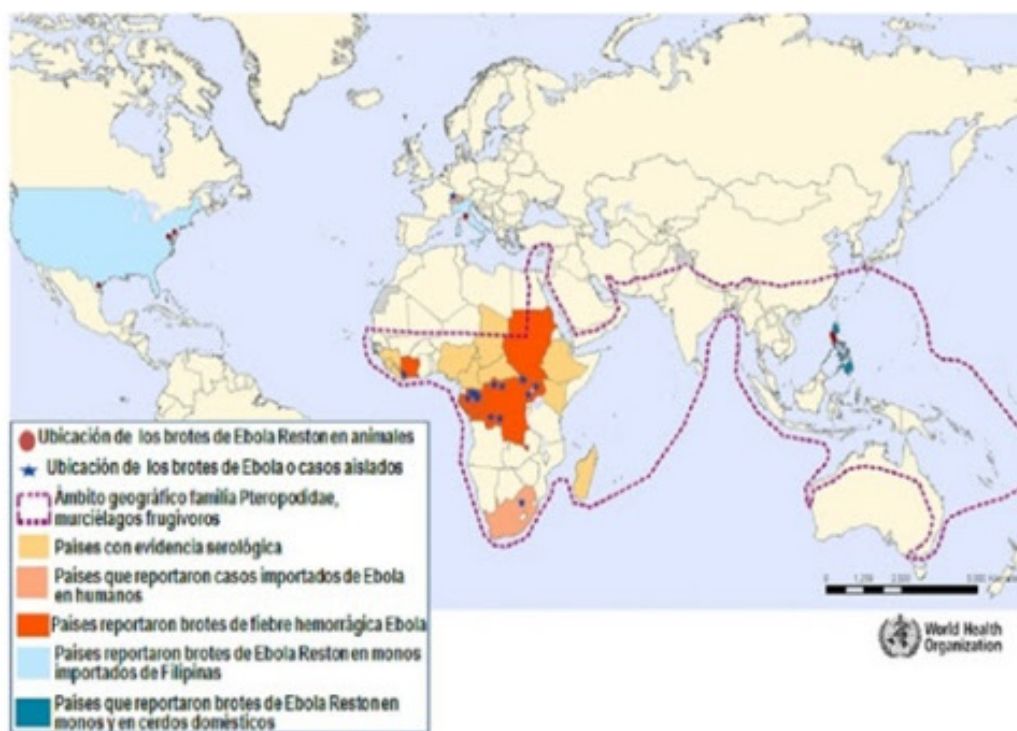 Ubicación de los brotes de Ebola Reston en animales
Ubicación de los brotes de Ebola o casos aislados
Ámbito geográfico familia Pteropodidae,
murciélagos frugivoros
Paises con evidencia serológica
Paises que reportaron casos importados de Ebola
en humanos
Paises reportaron brotes de fiebre hemorrágica Ebola
Paises reportaron brotes de Ebola Reston en monos
importados de Filipinas
Paises que reportaron brotes de Ebola Reston en
monos y en cerdos domésticos
World Health
Organization